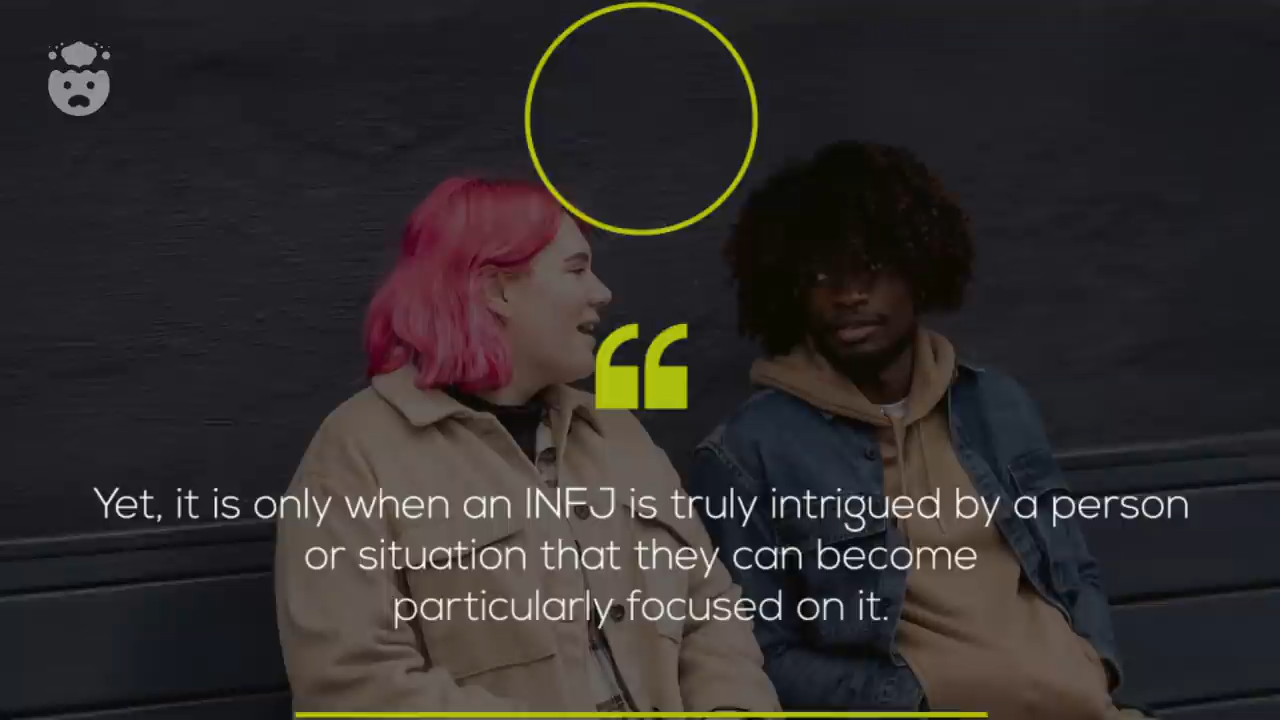 Yet, it is only when an INFJ is truly intrigued by a person
or situation that they can become
particularly focused on it.